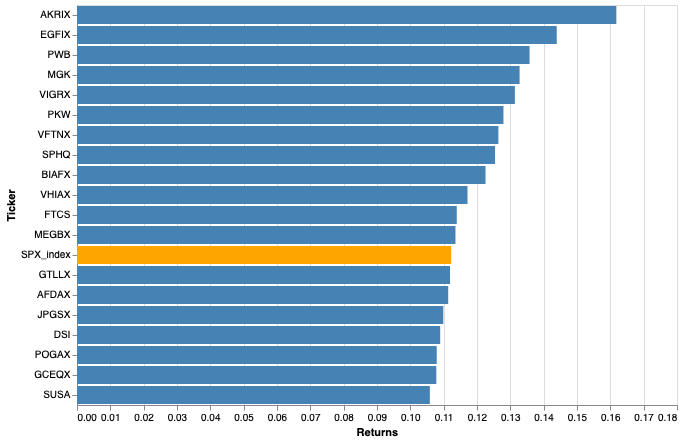 Ticker
AKRIX
EGFIX
PWB
MGK
VIGRX
PKW
VFTNX
SPHQ
BIAFX
VHIAX
FTCS
MEGBX
SPX_index
GTLLX
AFDAX
JPGSX
DSI
POGAX
GCEQX
SUSA
0.00 0.01 0.02 0.03 0.04 0.05 0.06 0.07 0.08 0.09 0.10 0.11 0.12 0.13 0.14 0.15 0.16 0.17 0.18
Returns